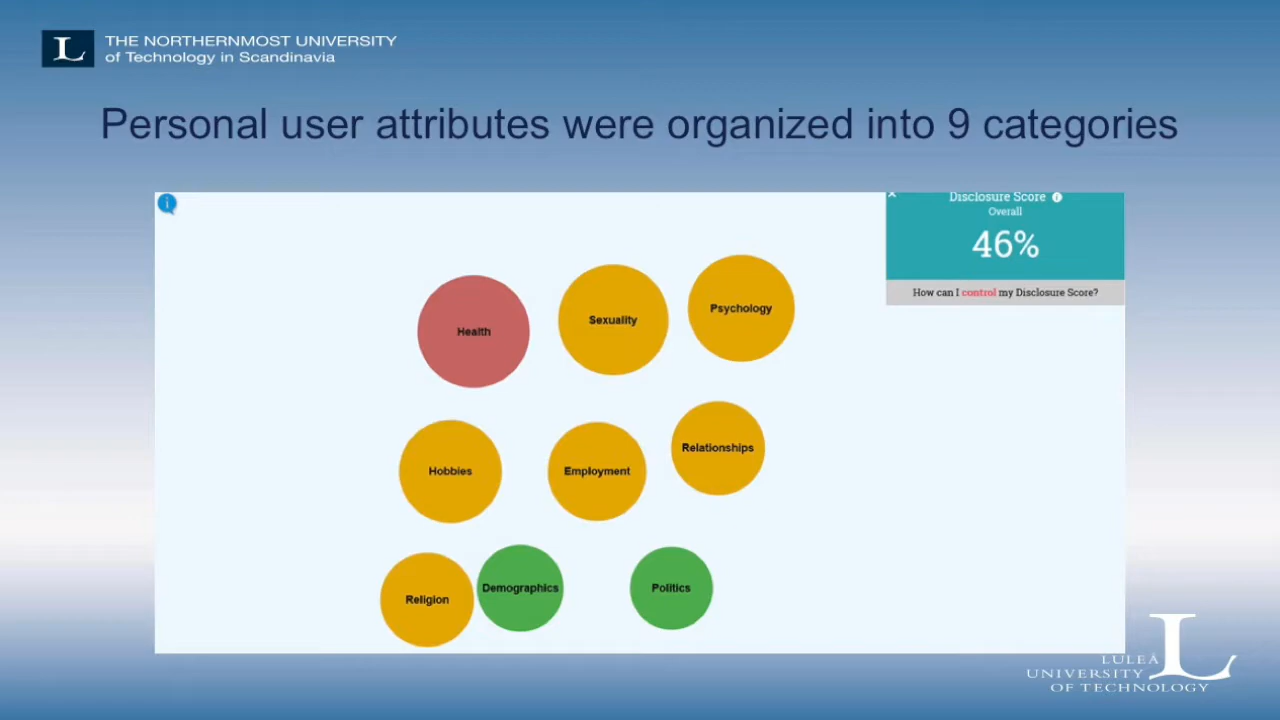 L
THE NORTHERNMOST UNIVERSITY
of Technology in Scandinavia
Personal user attributes were organized into 9 categories
i
×
Disclosure Score i
Overall
46%
How can I control my Disclosure Score?
Health
Sexuality
Psychology
Hobbies
Employment
Relationships
Religion
Demographics
Politics
L
LULEÅ
UNIVERSITY
OF TECHNOLOGY